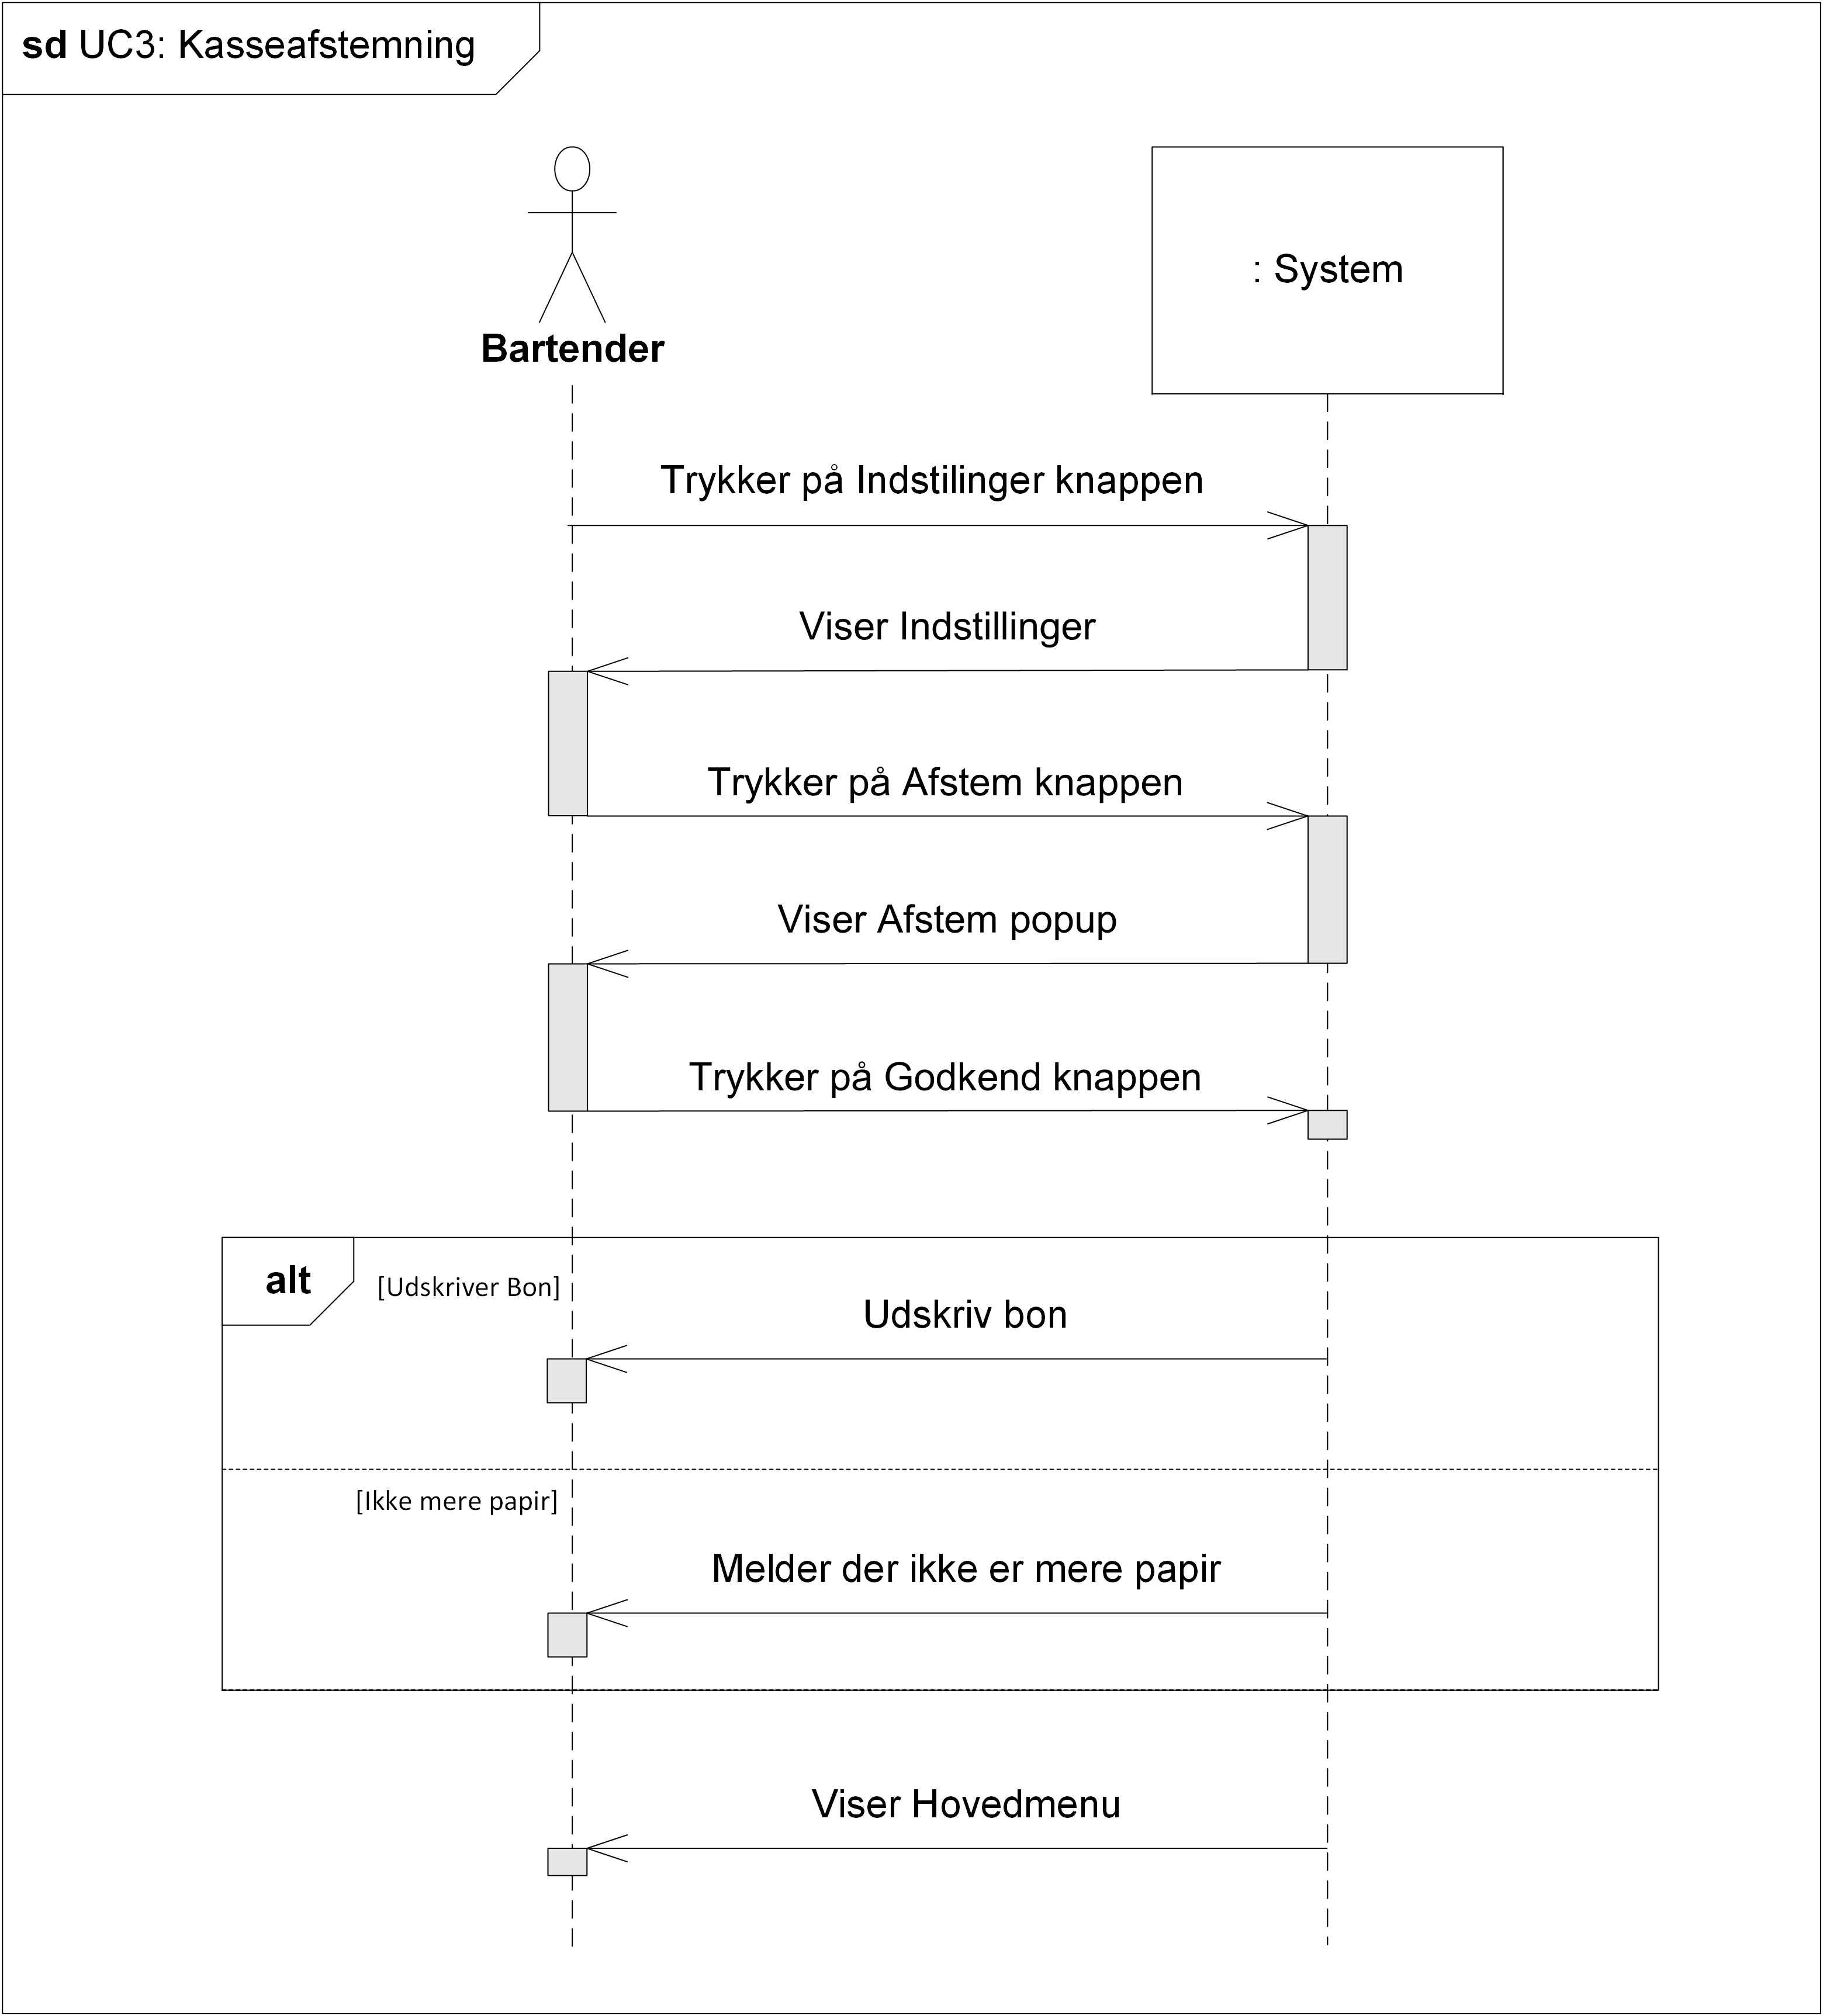 sd UC3: Kasseafstemning
: System
Bartender
Trykker på Indstilinger knappen
Viser Indstillinger
Trykker på Afstem knappen
Viser Afstem popup
Trykker på Godkend knappen
alt
[Udskriver Bon]
Udskriv bon
[Ikke mere papir]
Melder der ikke er mere papir
Viser Hovedmenu